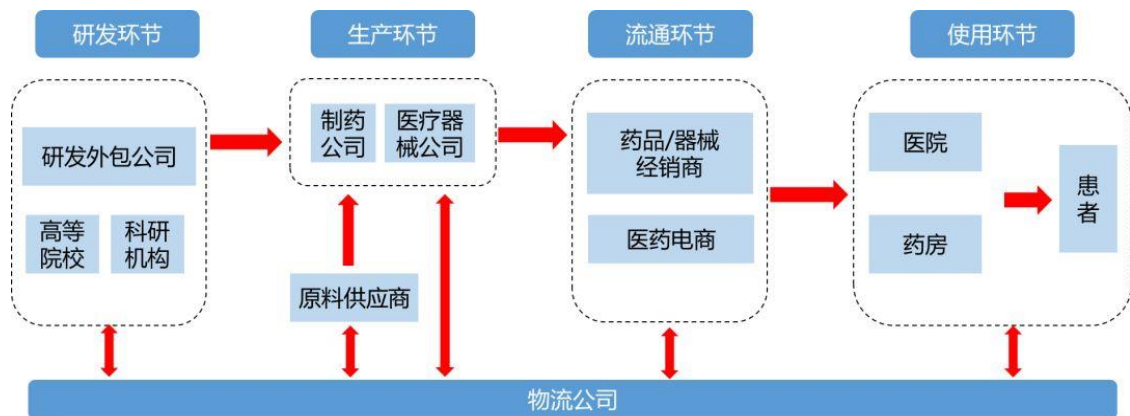 研发环节
生产环节
流通环节
使用环节
研发外包公司
高等
院校
科研
机构
制药
公司
医疗器
械公司
原料供应商
药品/器械
经销商
医药电商
医院
药房
患
者
物流公司